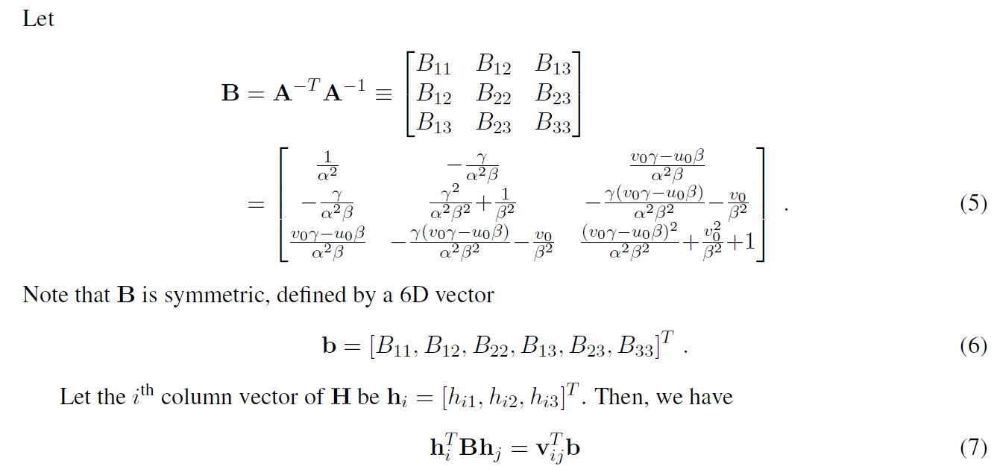 Let
$\mathbf{B} = \mathbf{A}^{-T}\mathbf{A}^{-1} \equiv \begin{bmatrix} B_{11} & B_{12} & B_{13} \\ B_{12} & B_{22} & B_{23} \\ B_{13} & B_{23} & B_{33} \end{bmatrix}$
$= \begin{bmatrix} \frac{1}{\alpha^2} & -\frac{\gamma}{\alpha^2\beta} & \frac{v_0\gamma-u_0\beta}{\alpha^2\beta} \\ -\frac{\gamma}{\alpha^2\beta} & \frac{\gamma^2}{\alpha^2\beta^2}+\frac{1}{\beta^2} & -\frac{\gamma(v_0\gamma-u_0\beta)}{\alpha^2\beta^2}-\frac{v_0}{\beta^2} \\ \frac{v_0\gamma-u_0\beta}{\alpha^2\beta} & -\frac{\gamma(v_0\gamma-u_0\beta)}{\alpha^2\beta^2}-\frac{v_0}{\beta^2} & \frac{(v_0\gamma-u_0\beta)^2}{\alpha^2\beta^2}+\frac{v_0^2}{\beta^2}+1 \end{bmatrix} .$ (5)
Note that $\mathbf{B}$ is symmetric, defined by a 6D vector
$\mathbf{b} = [B_{11}, B_{12}, B_{22}, B_{13}, B_{23}, B_{33}]^T .$ (6)
Let the $i^{\text{th}}$ column vector of $\mathbf{H}$ be $\mathbf{h}_i = [h_{i1}, h_{i2}, h_{i3}]^T$. Then, we have
$\mathbf{h}_i^T \mathbf{B} \mathbf{h}_j = \mathbf{v}_{ij}^T \mathbf{b}$ (7)